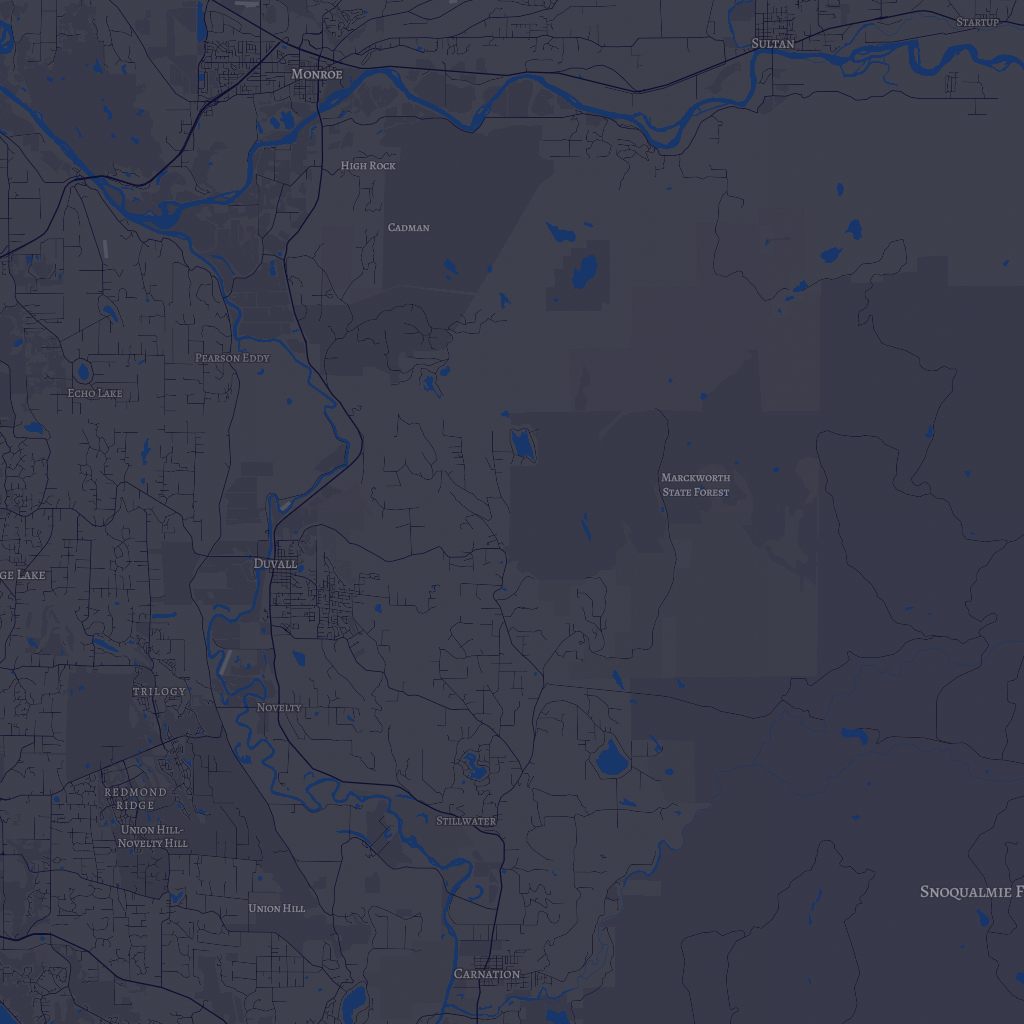 STARTUP
SULTAN
MONROE
HIGH ROCK
CADMAN
PEARSON EDDY
ECHO LAKE
MARCKWORTH
STATE FOREST
DUVALL
GE LAKE
TRILOGY
NOVELTY
REDMOND
RIDGE
STILLWATER
UNION HILL-
NOVELTY HILL
SNOQUALMIE F
UNION HILL
CARNATION